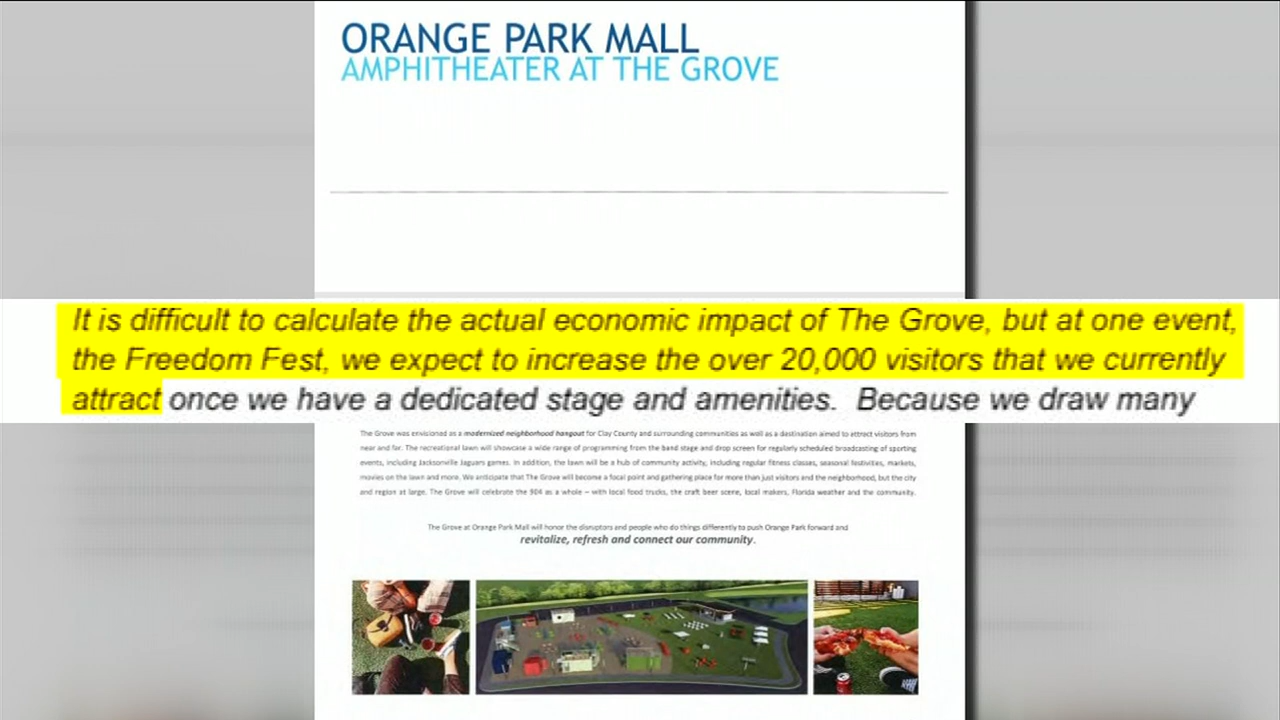 ORANGE PARK MALL
AMPHITHEATER AT THE GROVE
It is difficult to calculate the actual economic impact of The Grove, but at one event,
the Freedom Fest, we expect to increase the over 20,000 visitors that we currently
attract once we have a dedicated stage and amenities. Because we draw many
The Grove was envisioned as a modernized neighborhood hangout for Clay County and surrounding communities as well as a destination aimed to attract visitors from
near and far. The recreational lawn will showcase a wide range of programming from the band stage and drop screen for regularly scheduled broadcasting of sporting
events, including Jacksonville Jaguars games. In addition, the lawn will be a hub of community activity, including regular fitness classes, seasonal festivities, markets,
movies on the lawn and more. We anticipate that The Grove will become a focal point and gathering place for more than just visitors and the neighborhood, but the city
and region at large. The Grove will celebrate the 904 as a whole – with local food trucks, the craft beer scene, local makers, Florida weather and the community.
The Grove at Orange Park Mall will honor the disruptors and people who do things differently to push Orange Park forward and
revitalize, refresh and connect our community.